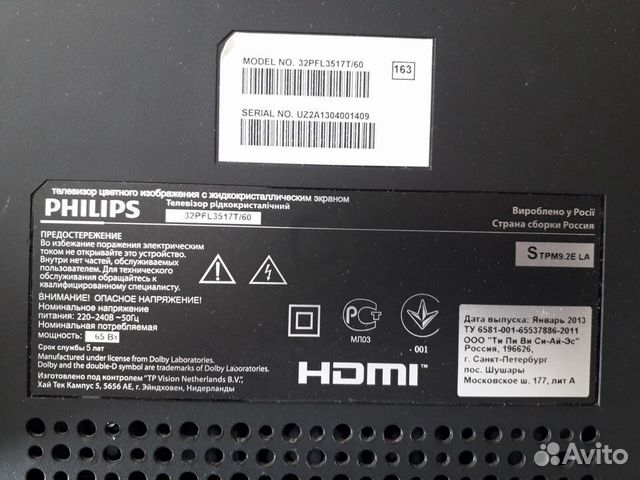 MODEL NO. 32PFL3517T/60
163
SERIAL NO. UZ2A1304001409
телевизор цветного изображения с жидкокристаллическим экраном
PHILIPS
Телевізор рідкокристалічний
32PFL3517T/60
Вироблено у Росії
Страна сборки Россия
ПРЕДОСТЕРЕЖЕНИЕ
Во избежание поражения электрическим
током не открывайте это устройство.
Внутри нет частей, обслуживаемых
пользователем. Для технического
обслуживания обращайтесь к
квалифицированному специалисту.
STPM9.2E LA
ВНИМАНИЕ! ОПАСНОЕ НАПРЯЖЕНИЕ!
Номинальное напряжение
питания: 220-240В ~50Гц
Номинальная потребляемая
мощность: 65 Вт
Срок службы 5 лет
РСТ
МЛ03
001
Manufactured under license from Dolby Laboratories.
Dolby and the double-D symbol are trademarks of Dolby Laboratories.
Изготовлено под контролем "TP Vision Netherlands B.V.",
Хай Тек Кампус 5, 5656 AE, г. Эйндховен, Нидерланды
HDMI™
Дата выпуска: Январь 2013
ТУ 6581-001-65537886-2011
ООО "Ти Пи Ви Си-Ай-Эс"
Россия, 196626,
г. Санкт-Петербург
пос. Шушары
Московское ш. 177, лит А
Avito